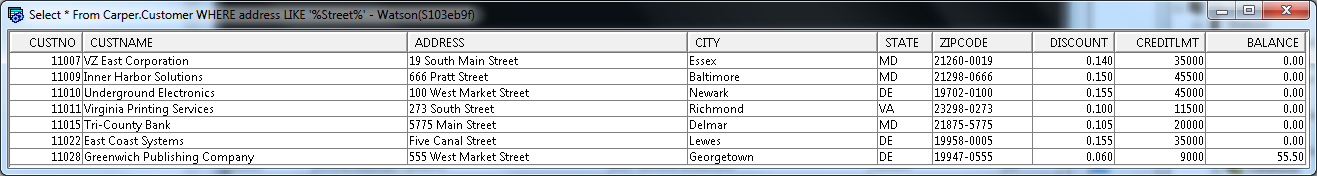 Select * From Carper.Customer WHERE address LIKE '%Street%' - Watson(S103eb9f)
CUSTNO CUSTNAME ADDRESS CITY STATE ZIPCODE DISCOUNT CREDITLMT BALANCE
11007 VZ East Corporation 19 South Main Street Essex MD 21260-0019 0.140 35000 0.00
11009 Inner Harbor Solutions 666 Pratt Street Baltimore MD 21298-0666 0.150 45500 0.00
11010 Underground Electronics 100 West Market Street Newark DE 19702-0100 0.155 45000 0.00
11011 Virginia Printing Services 273 South Street Richmond VA 23298-0273 0.100 11500 0.00
11015 Tri-County Bank 5775 Main Street Delmar MD 21875-5775 0.105 20000 0.00
11022 East Coast Systems Five Canal Street Lewes DE 19958-0005 0.155 35000 0.00
11028 Greenwich Publishing Company 555 West Market Street Georgetown DE 19947-0555 0.060 9000 55.50